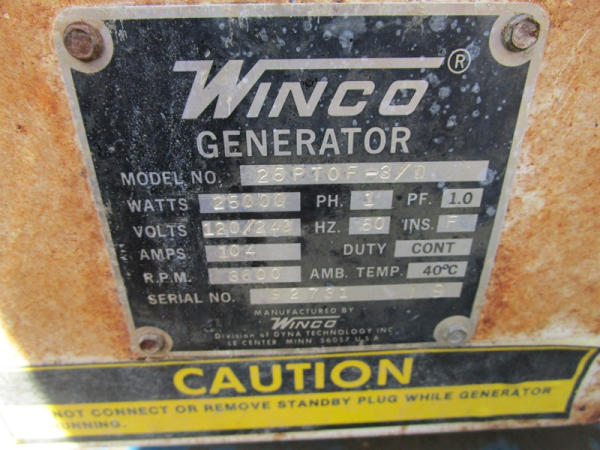 WINCO®
GENERATOR
MODEL NO. 25PTOF-3/D
WATTS 25000 PH. 1 PF. 1.0
VOLTS 120/240 HZ. 60 INS. F
AMPS 104 DUTY CONT
R.P.M. 3600 AMB. TEMP. 40°C
SERIAL NO.
MANUFACTURED BY
WINCO
Division of DYNA TECHNOLOGY INC.
LE CENTER, MINN. 56057 U.S.A.
CAUTION
NOT CONNECT OR REMOVE STANDBY PLUG WHILE GENERATOR
RUNNING.